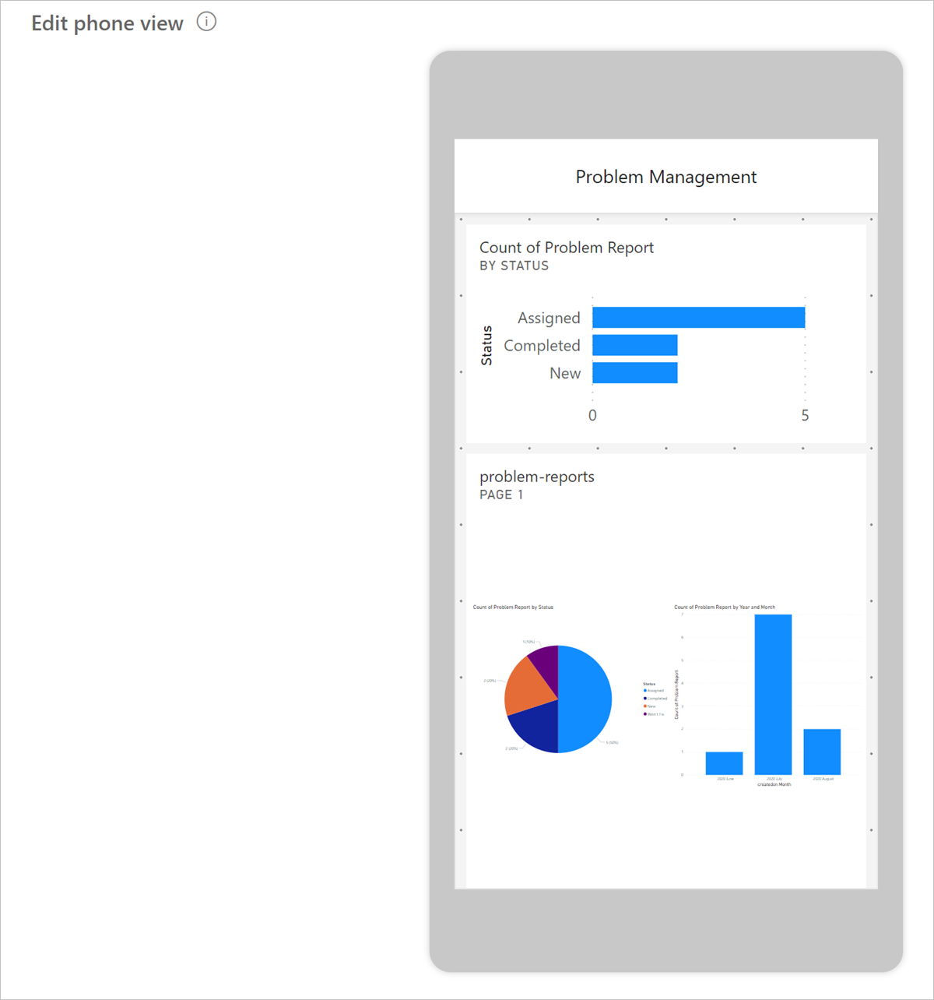 Edit phone view
Problem Management
Count of Problem Report
BY STATUS
Status
Assigned
Completed
New
0
5
problem-reports
PAGE 1
Count of Problem Report by Status
1 (10%)
2 (20%)
2 (20%)
5 (50%)
Status
Assigned
Completed
New
Won't Fix
Count of Problem Report by Year and Month
Count of Problem Report
7
6
5
4
3
2
1
0
2020 June
2020 July
2020 August
createdon Month